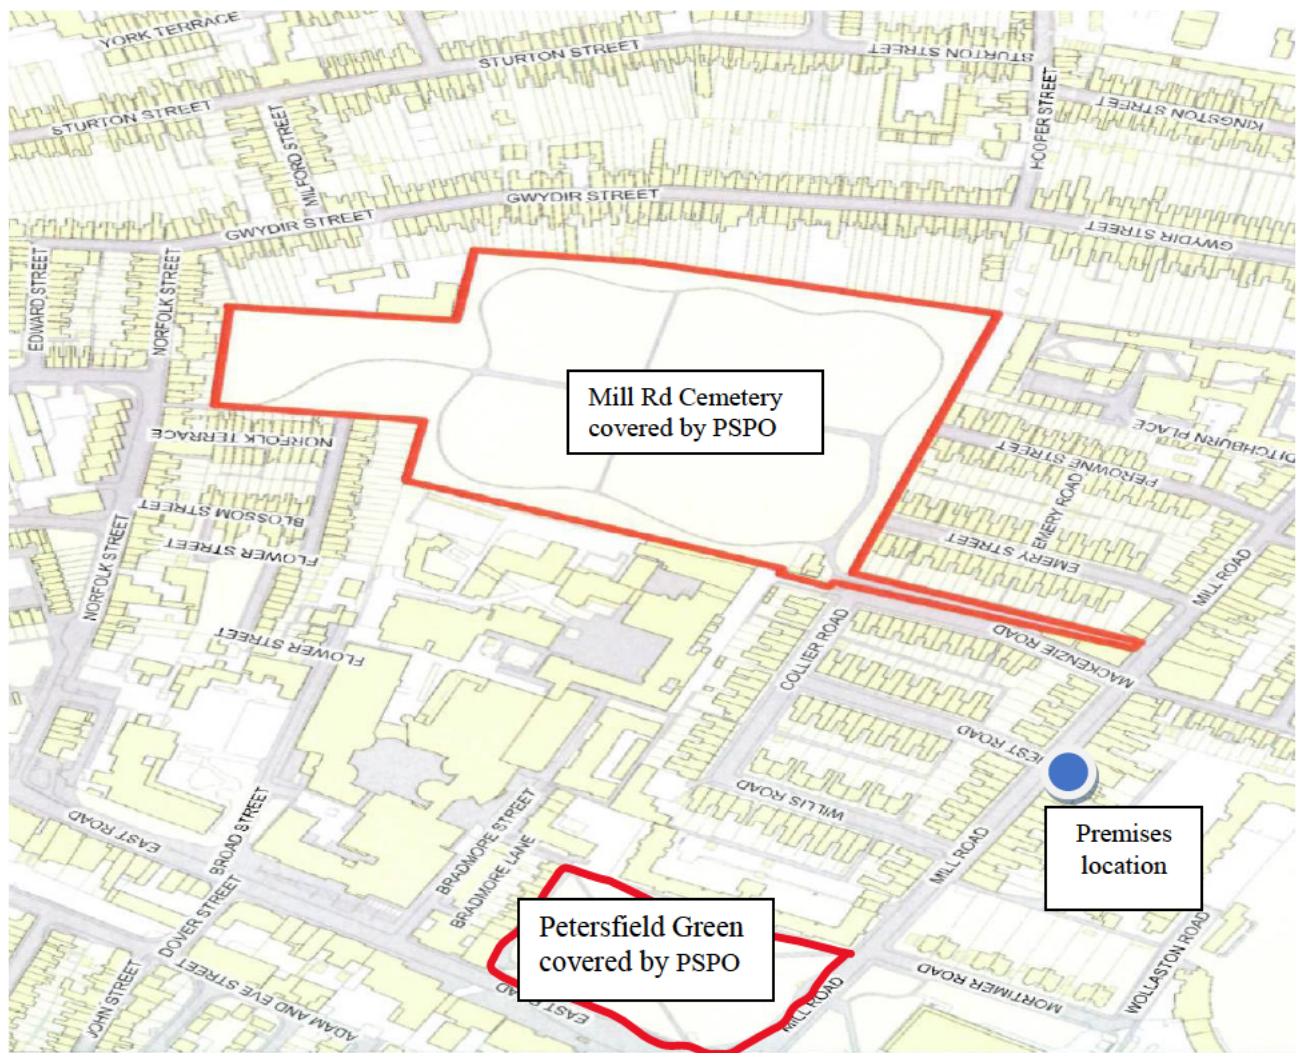 YORK TERRACE
STURTON STREET
STURTON STREET
STURTON STREET
HOOPER STREET
KINGSTON STREET
MILFORD STREET
GWYDIR STREET
GWYDIR STREET
GWYDIR STREET
EDWARD STREET
NORFOLK STREET
Mill Rd Cemetery
covered by PSPO
DITCHBURN PLACE
PEROWNE STREET
EMERY ROAD
EMERY STREET
MILL ROAD
NORFOLK TERRACE
BLOSSOM STREET
FLOWER STREET
NORFOLK STREET
FLOWER STREET
COLLIER ROAD
MACKENZIE ROAD
EAST ROAD
BROAD STREET
BRADMORE STREET
BRADMORE LANE
WILLIS ROAD
MILL ROAD
Premises
location
DOVER STREET
JOHN STREET
ADAM AND EVE STREET
Petersfield Green
covered by PSPO
EAST
MILL ROAD
MORTIMER ROAD
WOLLASTON ROAD